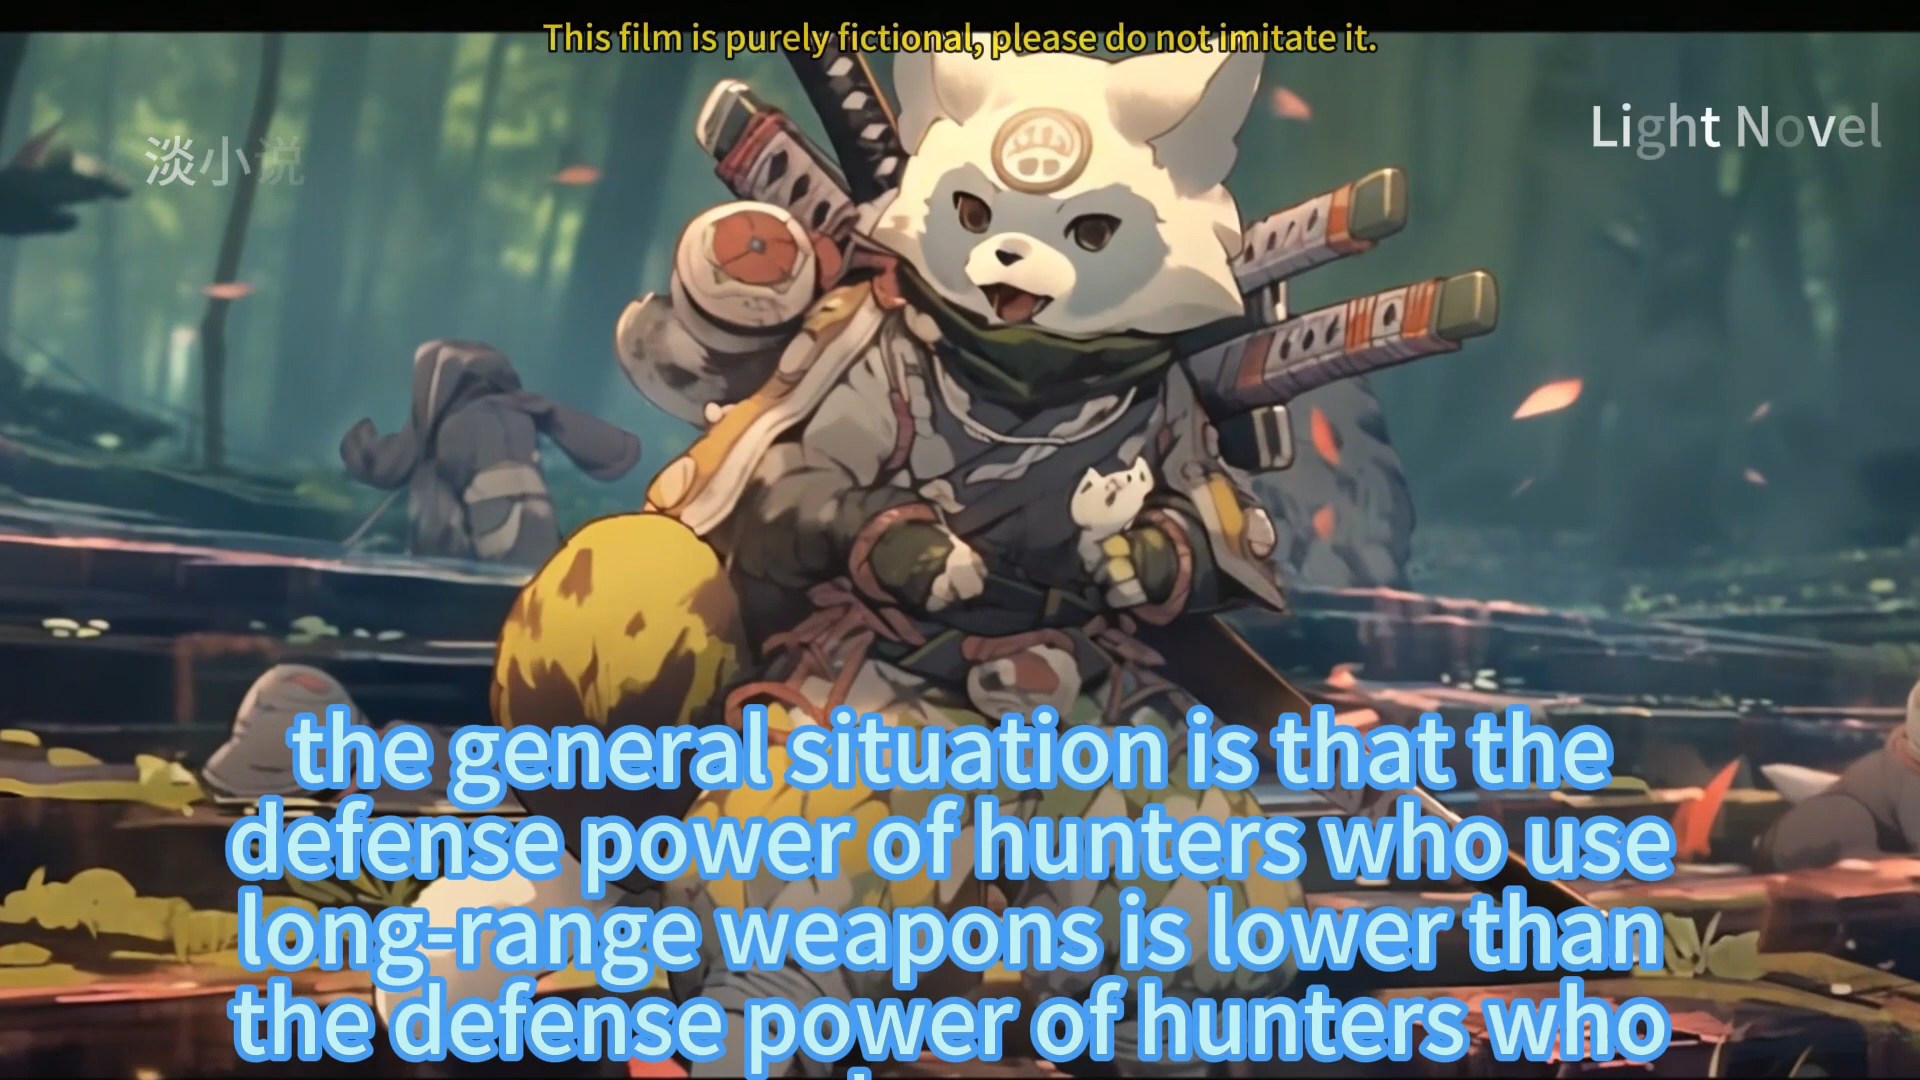 This film is purely fictional, please do not imitate it.
淡小说
Light Novel
the general situation is that the
defense power of hunters who use
long-range weapons is lower than
the defense power of hunters who